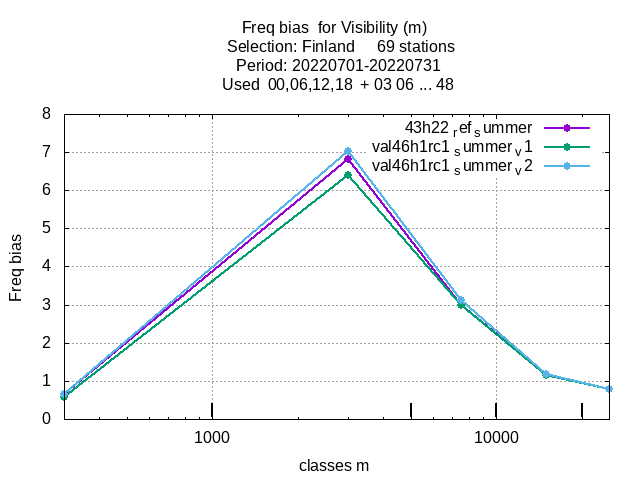 Freq bias  for Visibility (m)
Selection: Finland     69 stations
Period: 20220701-20220731
Used  00,06,12,18  + 03 06 ... 48
43h22 ref summer
val46h1rc1 summer v1
val46h1rc1 summer v2
8
7
6
5
4
3
2
1
0
Freq bias
1000 10000
classes m